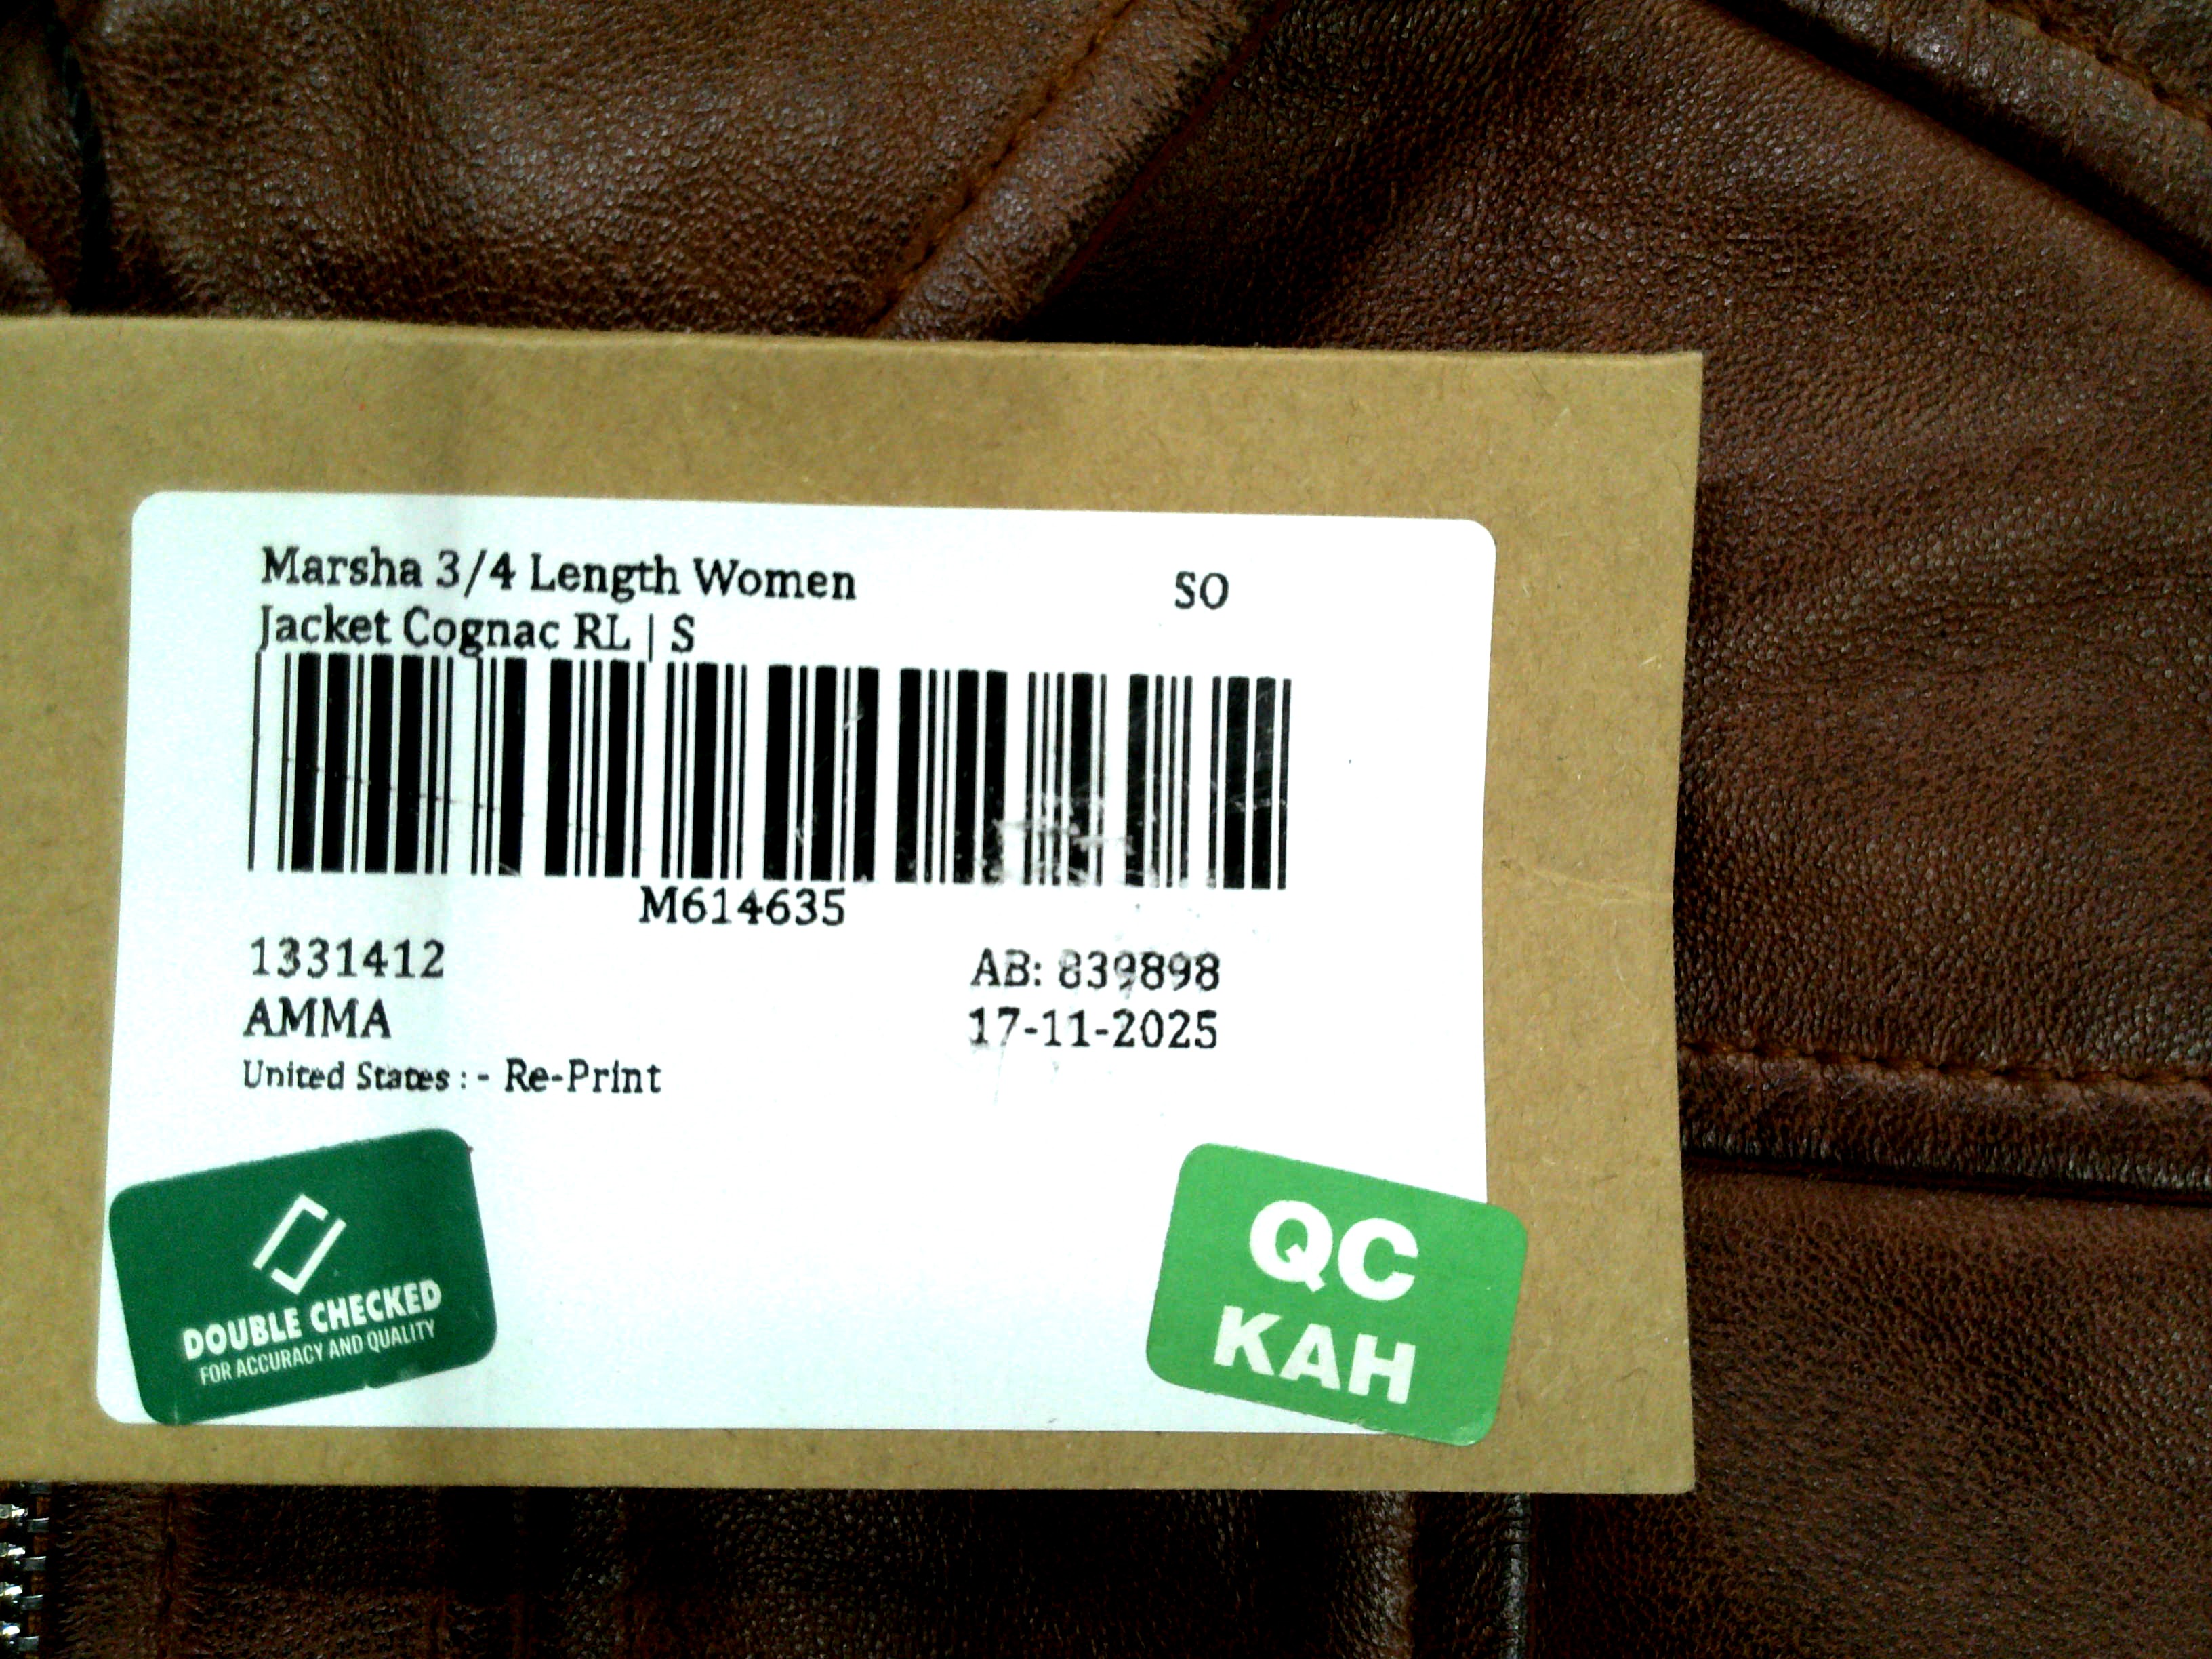 Marsha 3/4 Length Women
Jacket Cognac RL | S
SO
M614635
1331412
AB: 839898
AMMA
17-11-2025
United States : - Re-Print
DOUBLE CHECKED
FOR ACCURACY AND QUALITY
QC
KAH